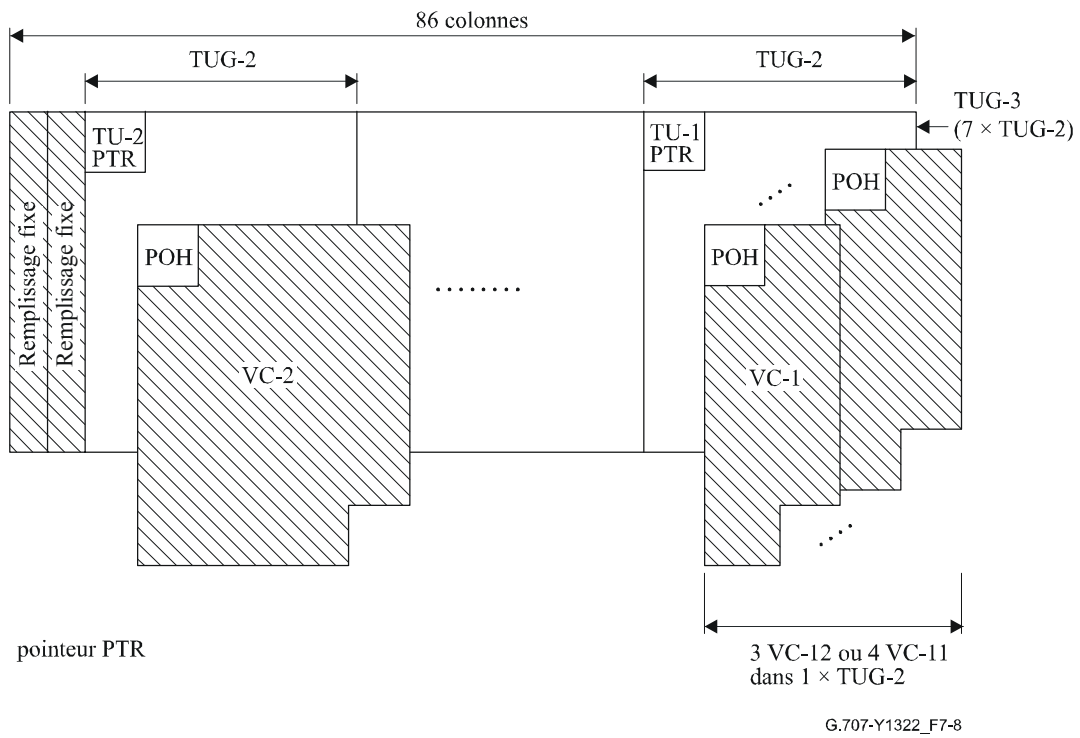 86 colonnes
TUG-2
TUG-2
TUG-3
(7 × TUG-2)
TU-2
PTR
TU-1
PTR
Remplissage fixe
Remplissage fixe
POH
POH
POH
VC-2
VC-1
pointeur PTR
3 VC-12 ou 4 VC-11
dans 1 × TUG-2
G.707-Y1322_F7-8